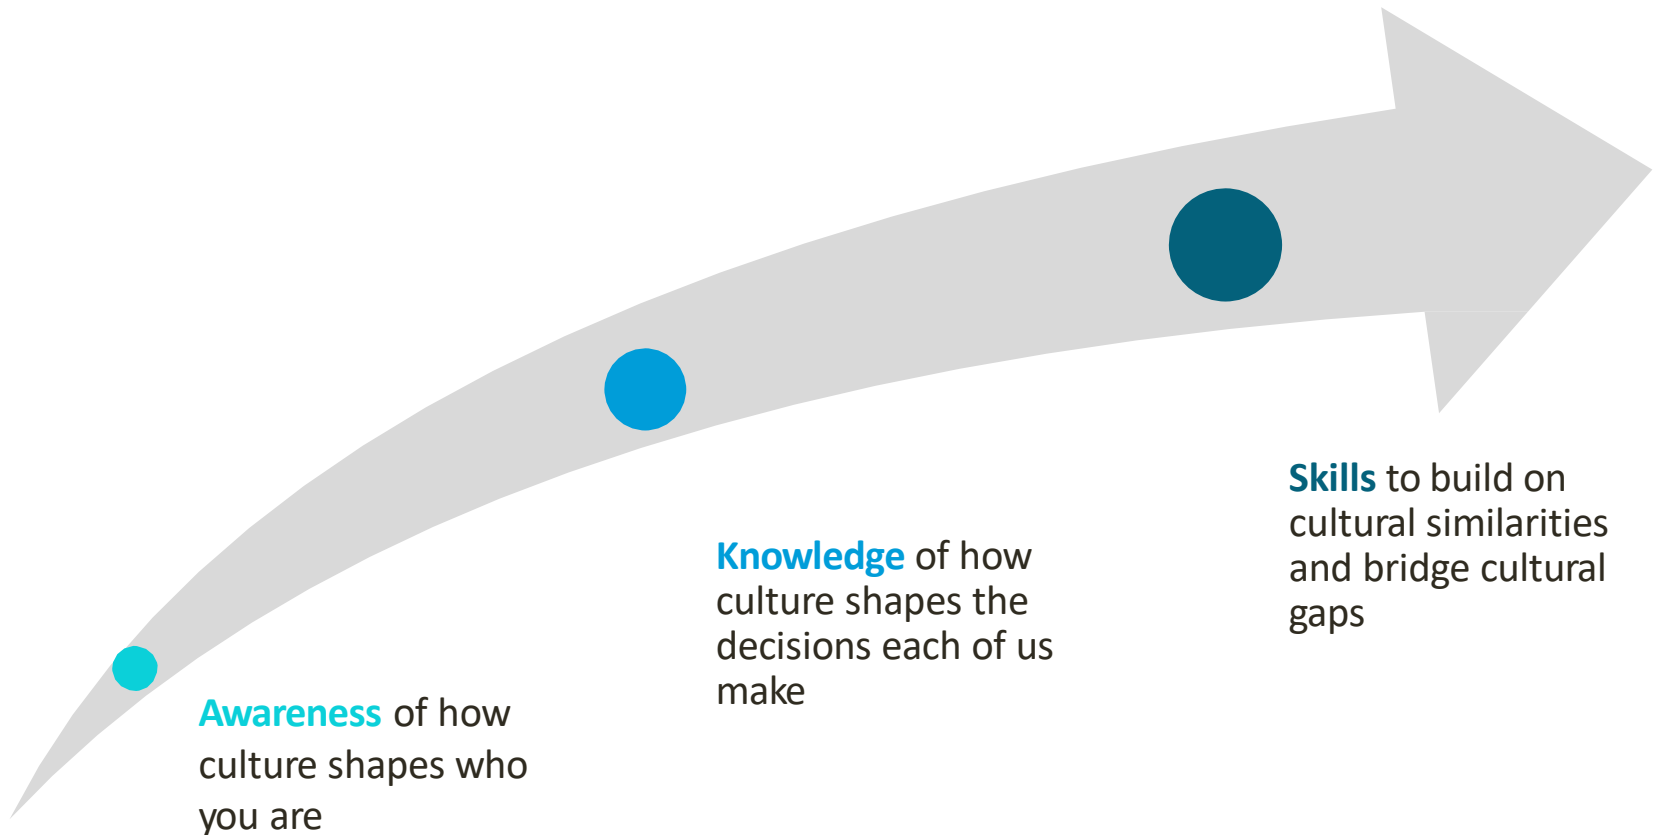 Awareness of how
culture shapes who
you are
Knowledge of how
culture shapes the
decisions each of us
make
Skills to build on
cultural similarities
and bridge cultural
gaps